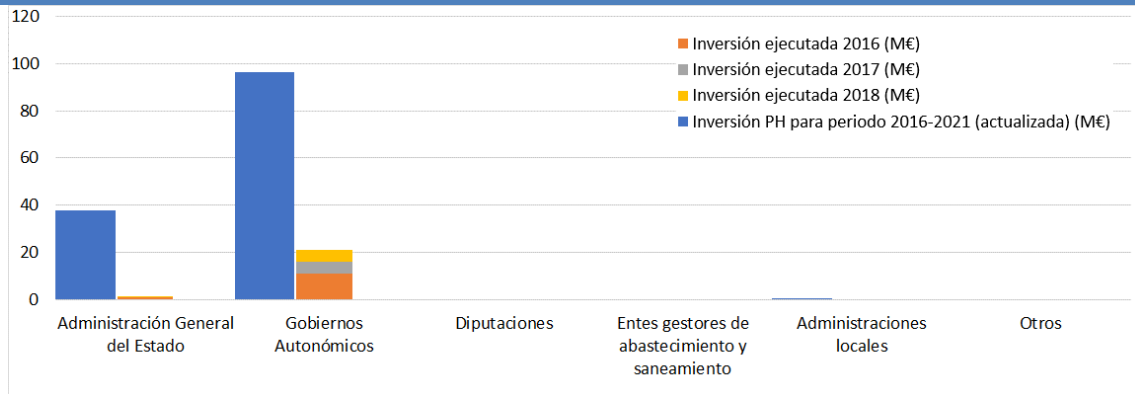 120
100
80
60
40
20
0
Inversión ejecutada 2016 (M€)
Inversión ejecutada 2017 (M€)
Inversión ejecutada 2018 (M€)
Inversión PH para periodo 2016-2021 (actualizada) (M€)
Administración General
del Estado
Gobiernos
Autonómicos
Diputaciones
Entes gestores de
abastecimiento y
saneamiento
Administraciones
locales
Otros